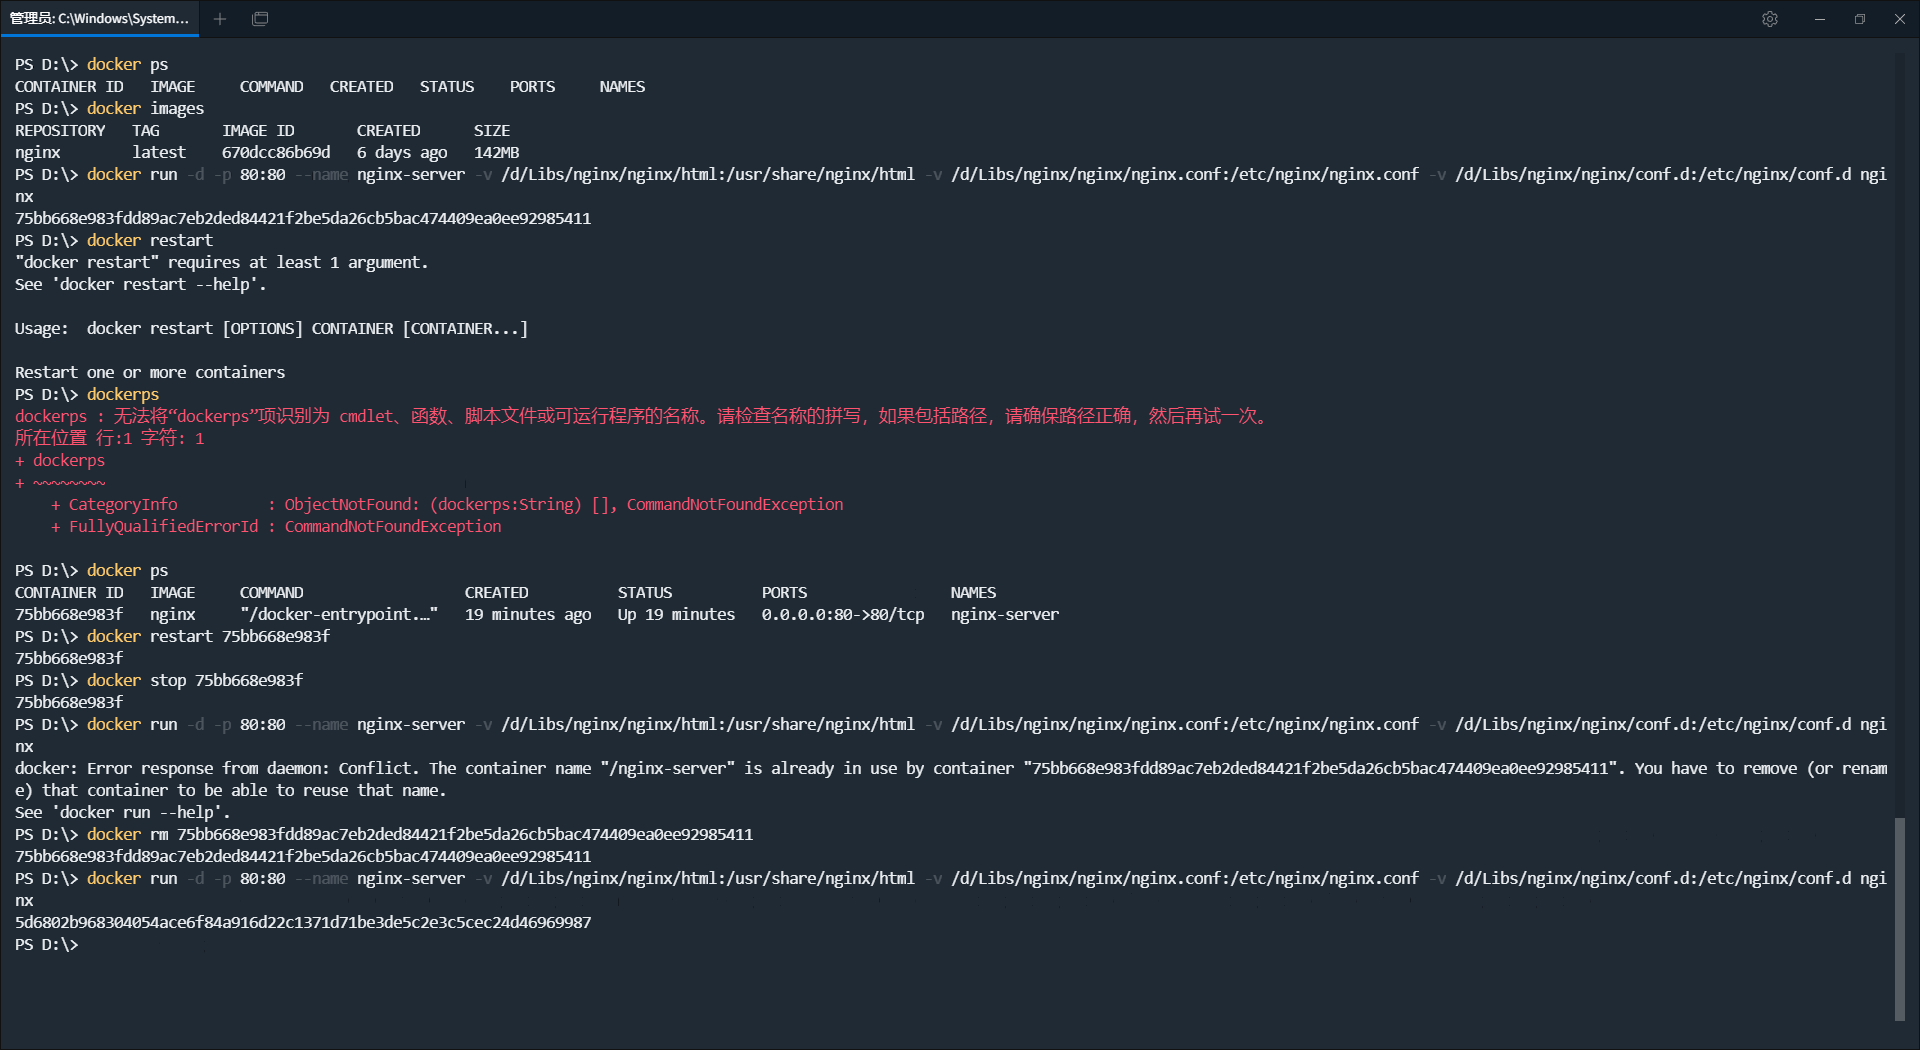 管理员: C:\Windows\System...
PS D:\> docker ps
CONTAINER ID   IMAGE     COMMAND   CREATED   STATUS    PORTS     NAMES
PS D:\> docker images
REPOSITORY   TAG       IMAGE ID       CREATED      SIZE
nginx        latest    670dcc86b69d   6 days ago   142MB
PS D:\> docker run -d -p 80:80 --name nginx-server -v /d/Libs/nginx/nginx/html:/usr/share/nginx/html -v /d/Libs/nginx/nginx/nginx.conf:/etc/nginx/nginx.conf -v /d/Libs/nginx/nginx/conf.d:/etc/nginx/conf.d ngi
nx
75bb668e983fdd89ac7eb2ded84421f2be5da26cb5bac474409ea0ee92985411
PS D:\> docker restart
"docker restart" requires at least 1 argument.
See 'docker restart --help'.
Usage:  docker restart [OPTIONS] CONTAINER [CONTAINER...]
Restart one or more containers
PS D:\> dockerps
dockerps : 无法将“dockerps”项识别为 cmdlet、函数、脚本文件或可运行程序的名称。请检查名称的拼写，如果包括路径，请确保路径正确，然后再试一次。
所在位置 行:1 字符: 1
+ dockerps
+ ~~~~~~~~
    + CategoryInfo          : ObjectNotFound: (dockerps:String) [], CommandNotFoundException
    + FullyQualifiedErrorId : CommandNotFoundException
PS D:\> docker ps
CONTAINER ID   IMAGE     COMMAND                  CREATED          STATUS          PORTS                NAMES
75bb668e983f   nginx     "/docker-entrypoint.…"   19 minutes ago   Up 19 minutes   0.0.0.0:80->80/tcp   nginx-server
PS D:\> docker restart 75bb668e983f
75bb668e983f
PS D:\> docker stop 75bb668e983f
75bb668e983f
PS D:\> docker run -d -p 80:80 --name nginx-server -v /d/Libs/nginx/nginx/html:/usr/share/nginx/html -v /d/Libs/nginx/nginx/nginx.conf:/etc/nginx/nginx.conf -v /d/Libs/nginx/nginx/conf.d:/etc/nginx/conf.d ngi
nx
docker: Error response from daemon: Conflict. The container name "/nginx-server" is already in use by container "75bb668e983fdd89ac7eb2ded84421f2be5da26cb5bac474409ea0ee92985411". You have to remove (or renam
e) that container to be able to reuse that name.
See 'docker run --help'.
PS D:\> docker rm 75bb668e983fdd89ac7eb2ded84421f2be5da26cb5bac474409ea0ee92985411
75bb668e983fdd89ac7eb2ded84421f2be5da26cb5bac474409ea0ee92985411
PS D:\> docker run -d -p 80:80 --name nginx-server -v /d/Libs/nginx/nginx/html:/usr/share/nginx/html -v /d/Libs/nginx/nginx/nginx.conf:/etc/nginx/nginx.conf -v /d/Libs/nginx/nginx/conf.d:/etc/nginx/conf.d ngi
nx
5d6802b968304054ace6f84a916d22c1371d71be3de5c2e3c5cec24d46969987
PS D:\>